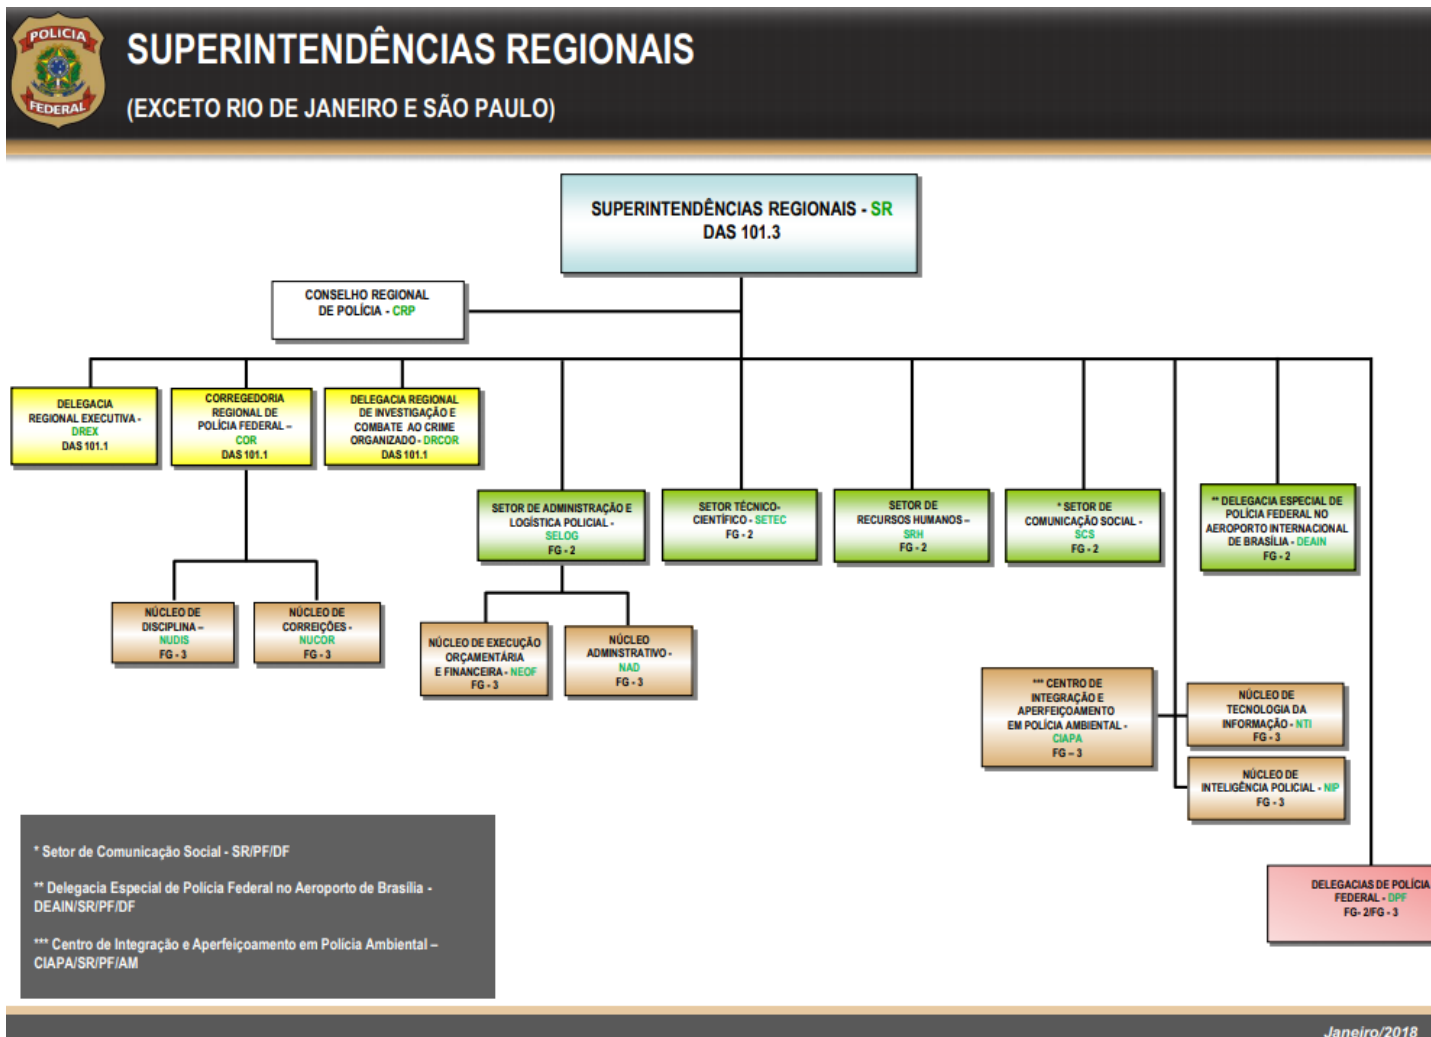 POLICIA
FEDERAL
SUPERINTENDÊNCIAS REGIONAIS
(EXCETO RIO DE JANEIRO E SÃO PAULO)
SUPERINTENDÊNCIAS REGIONAIS - SR
DAS 101.3
CONSELHO REGIONAL
DE POLÍCIA - CRP
DELEGACIA
REGIONAL EXECUTIVA -
DREX
DAS 101.1
CORREGEDORIA
REGIONAL DE
POLÍCIA FEDERAL –
COR
DAS 101.1
DELEGACIA REGIONAL
DE INVESTIGAÇÃO E
COMBATE AO CRIME
ORGANIZADO - DRCOR
DAS 101.1
SETOR DE ADMINISTRAÇÃO E
LOGÍSTICA POLICIAL -
SELOG
FG - 2
SETOR TÉCNICO-
CIENTÍFICO - SETEC
FG - 2
SETOR DE
RECURSOS HUMANOS –
SRH
FG - 2
* SETOR DE
COMUNICAÇÃO SOCIAL -
SCS
FG - 2
** DELEGACIA ESPECIAL DE
POLÍCIA FEDERAL NO
AEROPORTO INTERNACIONAL
DE BRASÍLIA - DEAIN
FG - 2
NÚCLEO DE
DISCIPLINA –
NUDIS
FG - 3
NÚCLEO DE
CORREIÇÕES -
NUCOR
FG - 3
NÚCLEO DE EXECUÇÃO
ORÇAMENTÁRIA
E FINANCEIRA - NEOF
FG - 3
NÚCLEO
ADMINSTRATIVO -
NAD
FG - 3
*** CENTRO DE
INTEGRAÇÃO E
APERFEIÇOAMENTO
EM POLÍCIA AMBIENTAL -
CIAPA
FG – 3
NÚCLEO DE
TECNOLOGIA DA
INFORMAÇÃO - NTI
FG - 3
NÚCLEO DE
INTELIGÊNCIA POLICIAL - NIP
FG - 3
DELEGACIAS DE POLÍCIA
FEDERAL - DPF
FG- 2/FG - 3
* Setor de Comunicação Social - SR/PF/DF
** Delegacia Especial de Polícia Federal no Aeroporto de Brasília -
DEAIN/SR/PF/DF
*** Centro de Integração e Aperfeiçoamento em Polícia Ambiental –
CIAPA/SR/PF/AM
Janeiro/2018